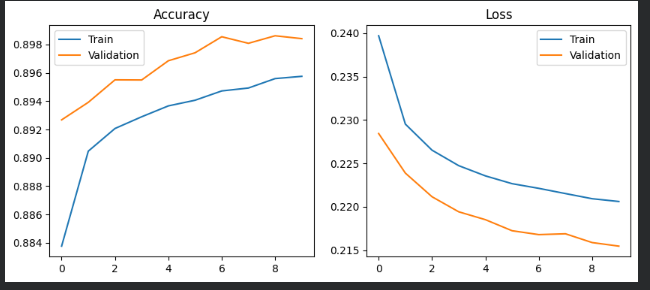 Accuracy
Train
Validation
0.898
0.896
0.894
0.892
0.890
0.888
0.886
0.884
0 2 4 6 8
Loss
Train
Validation
0.240
0.235
0.230
0.225
0.220
0.215
0 2 4 6 8